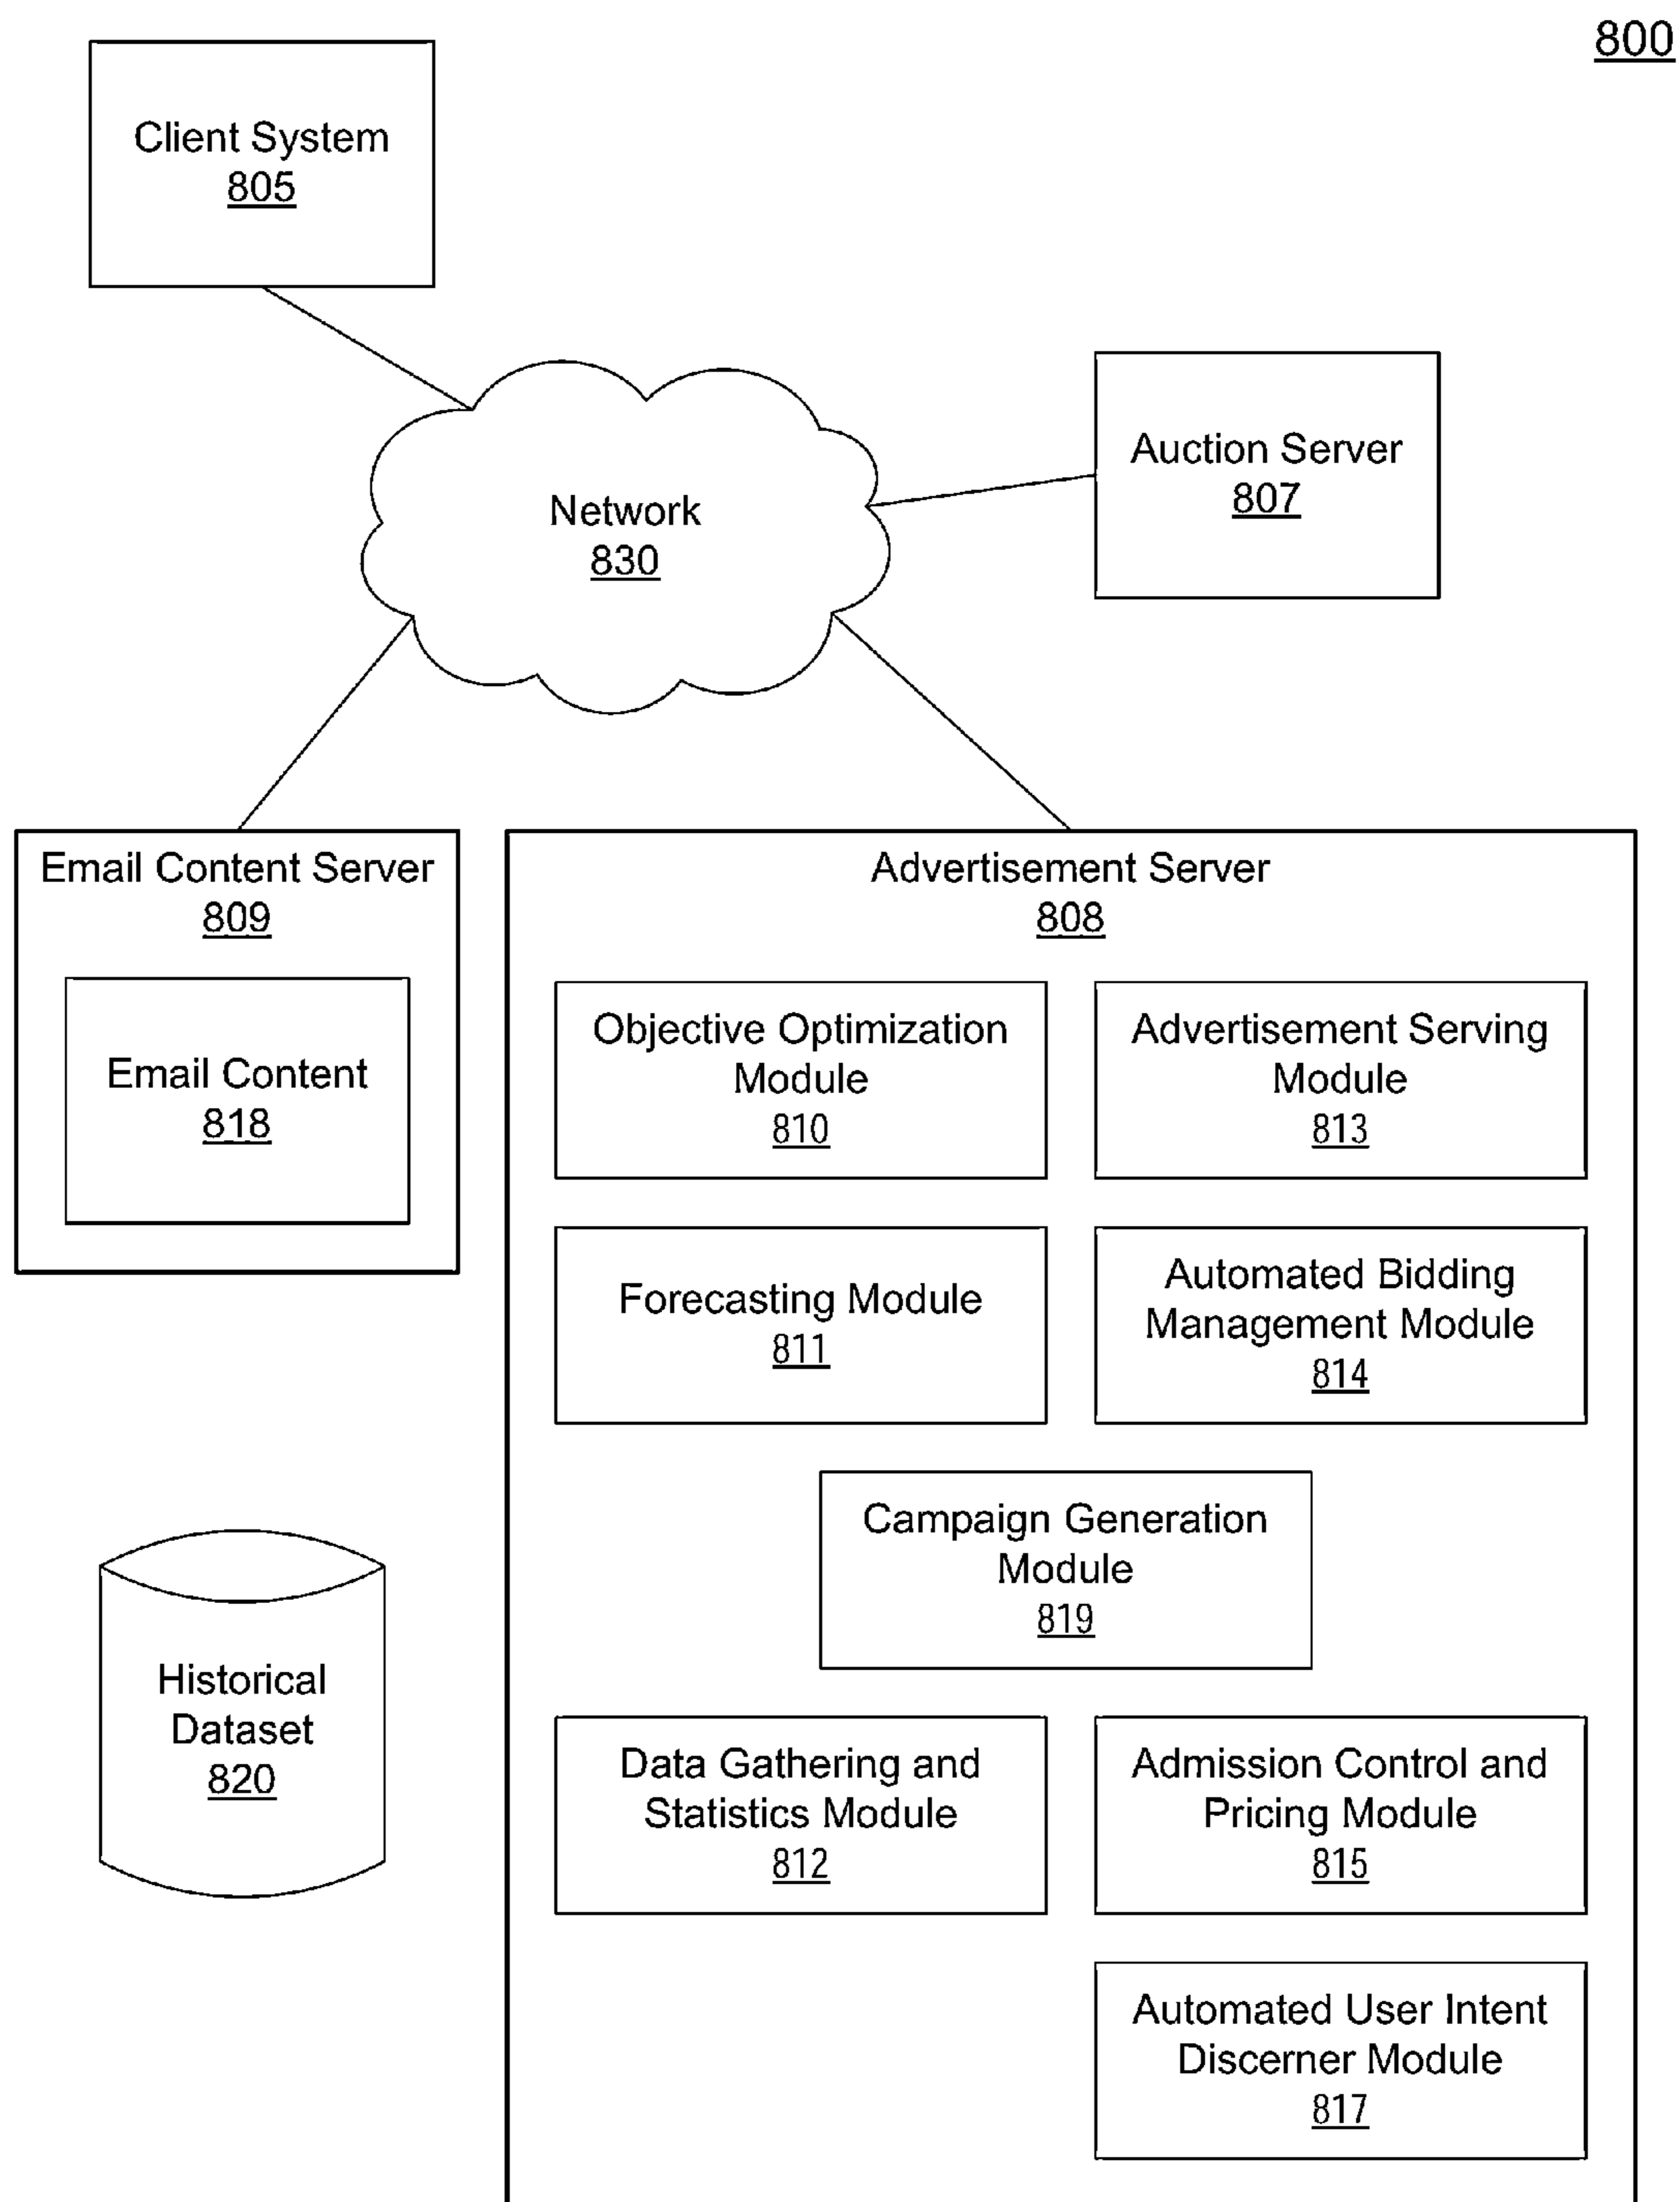 800
Client System
805
Auction Server
807
Network
830
Email Content Server
809
Email Content
818
Advertisement Server
808
Objective Optimization
Module
810
Advertisement Serving
Module
813
Forecasting Module
811
Automated Bidding
Management Module
814
Campaign Generation
Module
819
Historical
Dataset
820
Data Gathering and
Statistics Module
812
Admission Control and
Pricing Module
815
Automated User Intent
Discerner Module
817